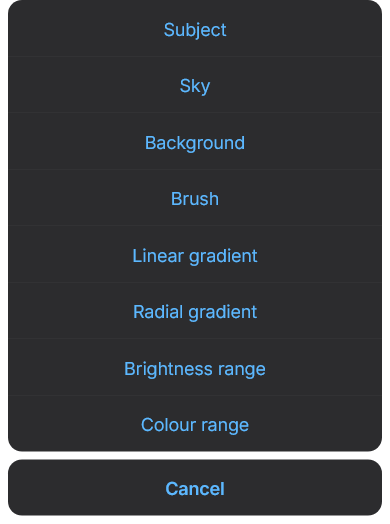 Subject
Sky
Background
Brush
Linear gradient
Radial gradient
Brightness range
Colour range
Cancel